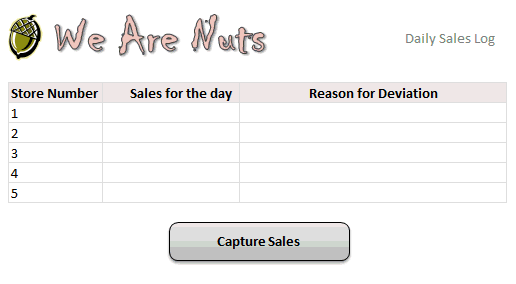 We Are Nuts
Daily Sales Log
Store Number Sales for the day Reason for Deviation
1
2
3
4
5
Capture Sales